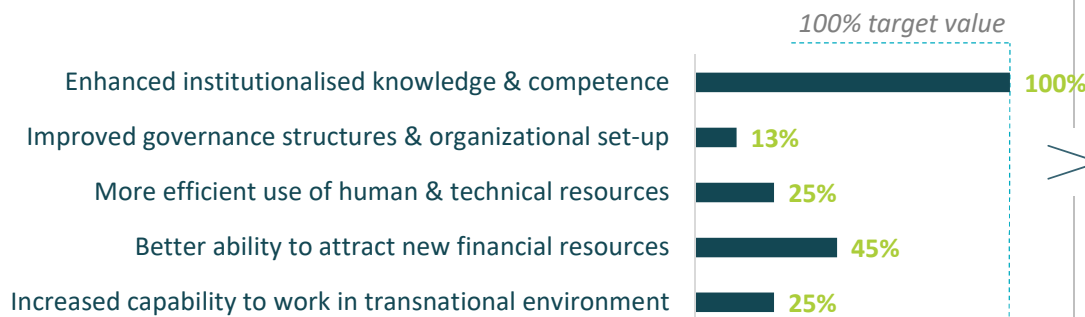 100% target value
Enhanced institutionalised knowledge & competence 100%
Improved governance structures & organizational set-up 13%
More efficient use of human & technical resources 25%
Better ability to attract new financial resources 45%
Increased capability to work in transnational environment 25%